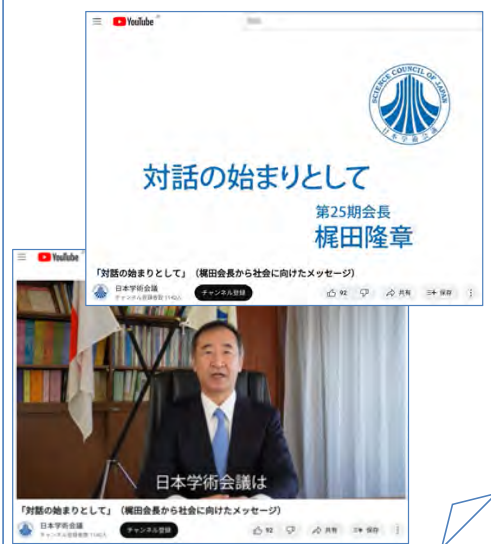 YouTube
SCIENCE COUNCIL OF JAPAN
日本学術会議
対話の始まりとして
第25期会長
梶田隆章
「対話の始まりとして」（梶田会長から社会に向けたメッセージ）
日本学術会議
チャンネル登録
92
共有
保存
YouTube
日本学術会議は
「対話の始まりとして」（梶田会長から社会に向けたメッセージ）
日本学術会議
チャンネル登録
92
共有
保存